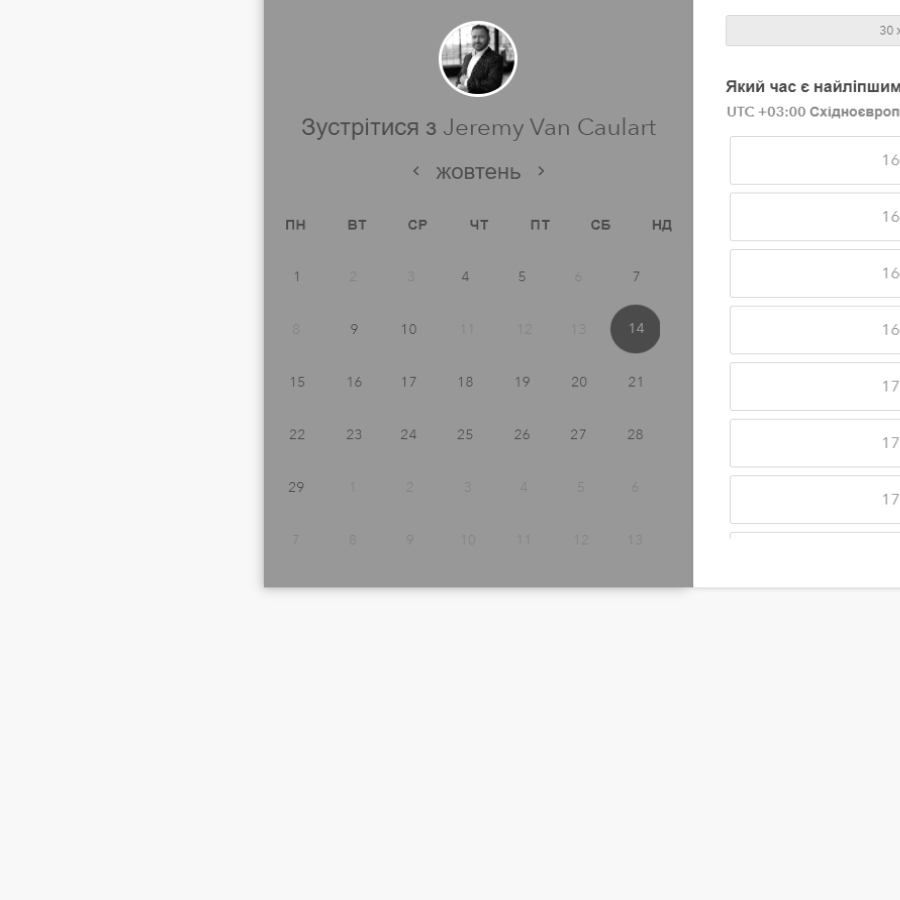 Зустрітися з Jeremy Van Caulart
жовтень
ПН ВТ СР ЧТ ПТ СБ НД
1 2 3 4 5 6 7
8 9 10 11 12 13 14
15 16 17 18 19 20 21
22 23 24 25 26 27 28
29 1 2 3 4 5 6
7 8 9 10 11 12 13
30
Який час є найліпшим
UTC +03:00
16
16
16
16
17
17
17